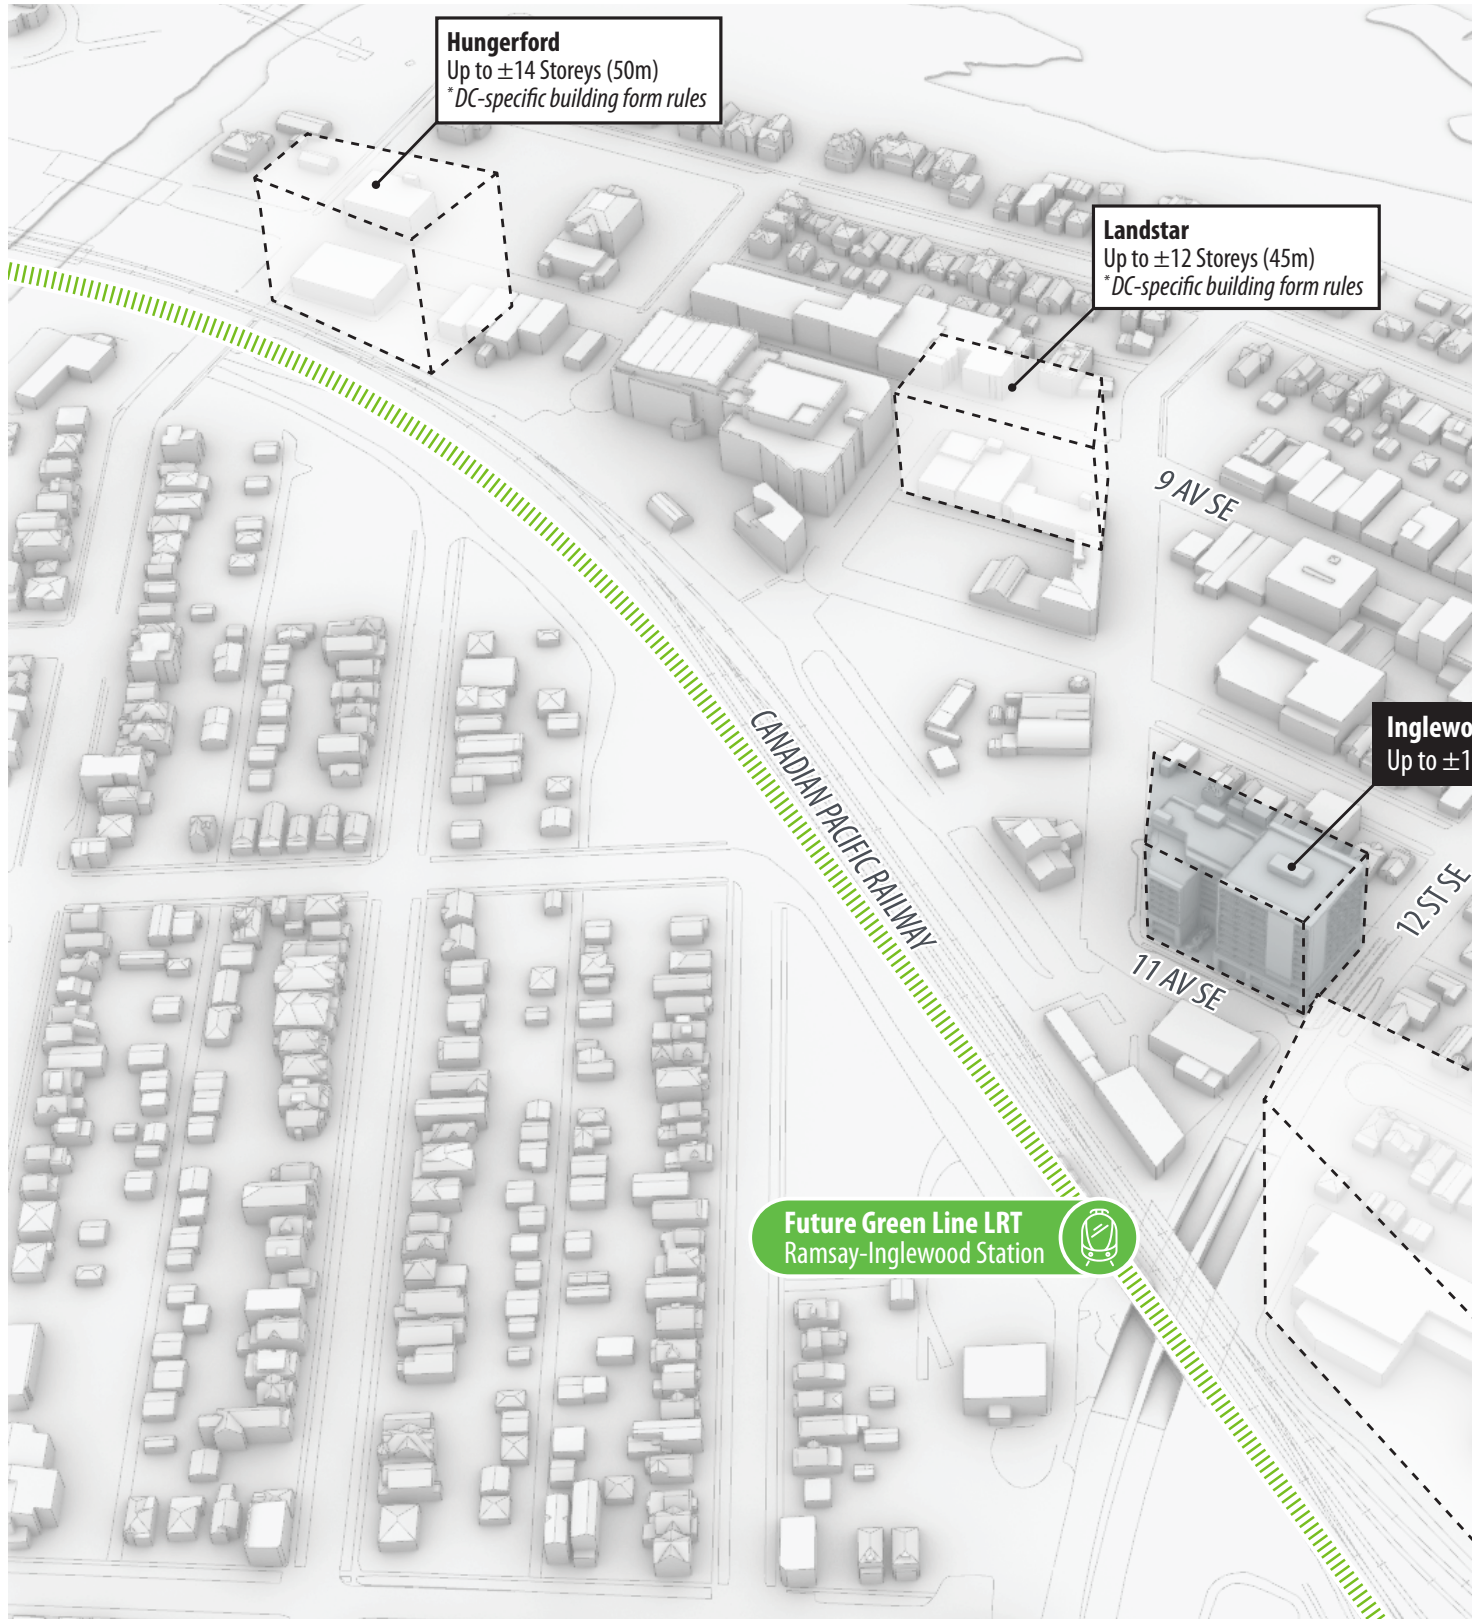 Hungerford
Up to ±14 Storeys (50m)
*DC-specific building form rules
Landstar
Up to ±12 Storeys (45m)
*DC-specific building form rules
9 AV SE
Up to
CANADIAN PACIFIC RAILWAY
12 ST SE
11 AV SE
Future Green Line LRT
Ramsay-Inglewood Station